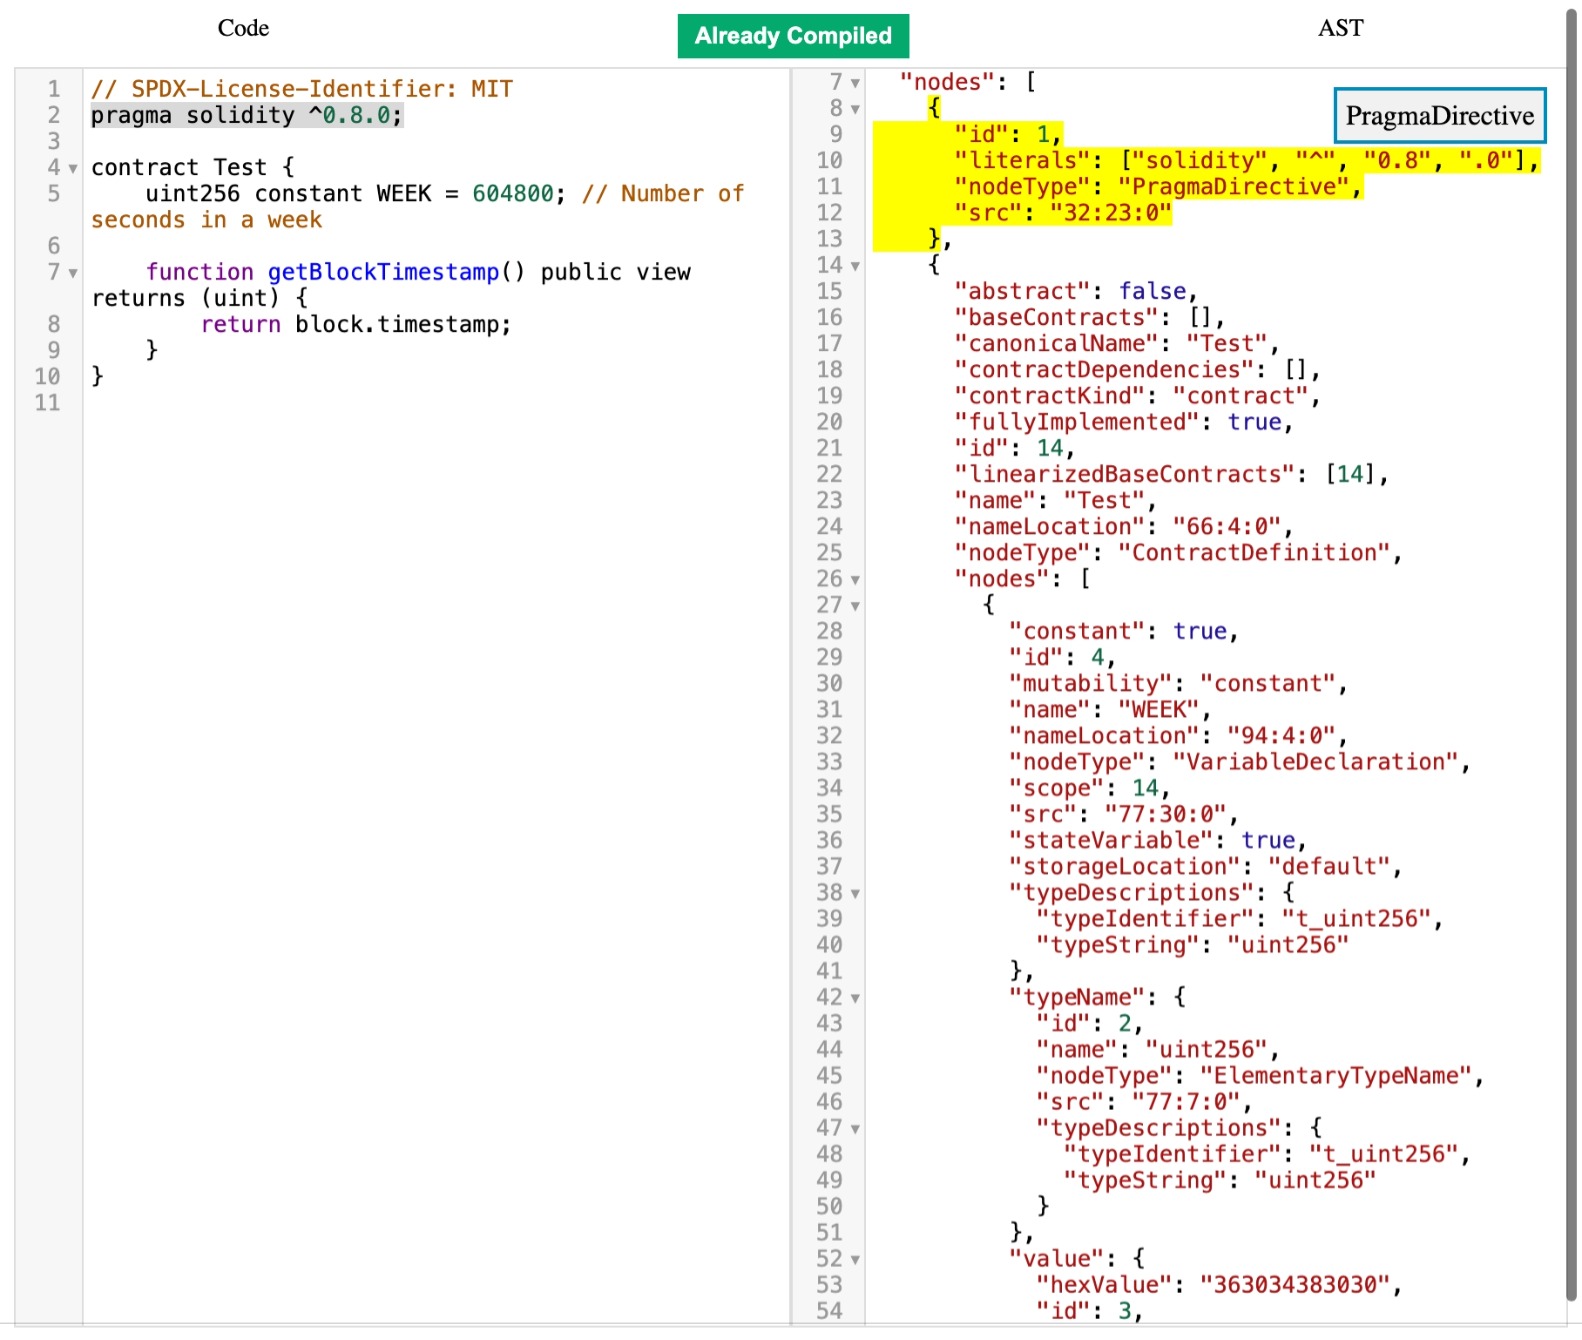 Code
Already Compiled
AST
1 // SPDX-License-Identifier: MIT
2 pragma solidity ^0.8.0;
3
4 contract Test {
5     uint256 constant WEEK = 604800; // Number of
seconds in a week
6
7     function getBlockTimestamp() public view
returns (uint) {
8         return block.timestamp;
9     }
10 }
11
7 "nodes": [
8 {
PragmaDirective
9 "id": 1,
10 "literals": ["solidity", "^", "0.8", ".0"],
11 "nodeType": "PragmaDirective",
12 "src": "32:23:0"
13 },
14 {
15 "abstract": false,
16 "baseContracts": [],
17 "canonicalName": "Test",
18 "contractDependencies": [],
19 "contractKind": "contract",
20 "fullyImplemented": true,
21 "id": 14,
22 "linearizedBaseContracts": [14],
23 "name": "Test",
24 "nameLocation": "66:4:0",
25 "nodeType": "ContractDefinition",
26 "nodes": [
27 {
28 "constant": true,
29 "id": 4,
30 "mutability": "constant",
31 "name": "WEEK",
32 "nameLocation": "94:4:0",
33 "nodeType": "VariableDeclaration",
34 "scope": 14,
35 "src": "77:30:0",
36 "stateVariable": true,
37 "storageLocation": "default",
38 "typeDescriptions": {
39 "typeIdentifier": "t_uint256",
40 "typeString": "uint256"
41 },
42 "typeName": {
43 "id": 2,
44 "name": "uint256",
45 "nodeType": "ElementaryTypeName",
46 "src": "77:7:0",
47 "typeDescriptions": {
48 "typeIdentifier": "t_uint256",
49 "typeString": "uint256"
50 }
51 },
52 "value": {
53 "hexValue": "363034383030",
54 "id": 3,